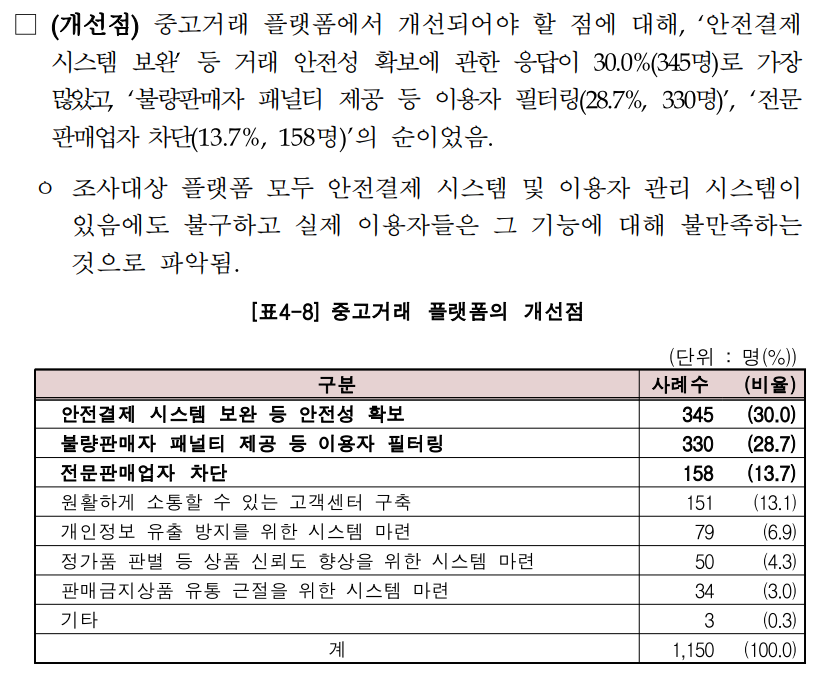 □ (개선점) 중고거래 플랫폼에서 개선되어야 할 점에 대해, ‘안전결제
시스템 보완’ 등 거래 안전성 확보에 관한 응답이 30.0%(345명)로 가장
많았고, ‘불량판매자 패널티 제공 등 이용자 필터링(28.7%, 330명)’, ‘전문
판매업자 차단(13.7%, 158명)’의 순이었음.
ㅇ 조사대상 플랫폼 모두 안전결제 시스템 및 이용자 관리 시스템이
있음에도 불구하고 실제 이용자들은 그 기능에 대해 불만족하는
것으로 파악됨.
[표4-8] 중고거래 플랫폼의 개선점
(단위 : 명(%))
구분 사례수 (비율)
안전결제 시스템 보완 등 안전성 확보 345 (30.0)
불량판매자 패널티 제공 등 이용자 필터링 330 (28.7)
전문판매업자 차단 158 (13.7)
원활하게 소통할 수 있는 고객센터 구축 151 (13.1)
개인정보 유출 방지를 위한 시스템 마련 79 (6.9)
정가품 판별 등 상품 신뢰도 향상을 위한 시스템 마련 50 (4.3)
판매금지상품 유통 근절을 위한 시스템 마련 34 (3.0)
기타 3 (0.3)
계 1,150 (100.0)